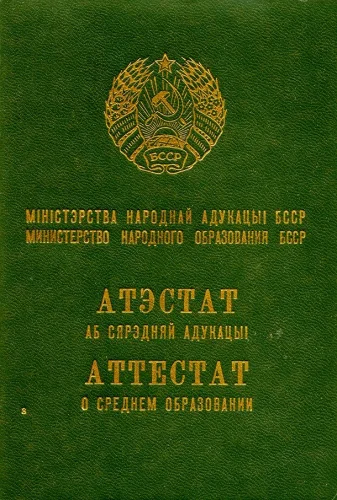 БССР
МІНІСТЭРСТВА НАРОДНАЙ АДУКАЦЫІ БССР
МИНИСТЕРСТВО НАРОДНОГО ОБРАЗОВАНИЯ БССР
АТЭСТАТ
АБ СЯРЭДНЯЙ АДУКАЦЫІ
АТТЕСТАТ
О СРЕДНЕМ ОБРАЗОВАНИИ